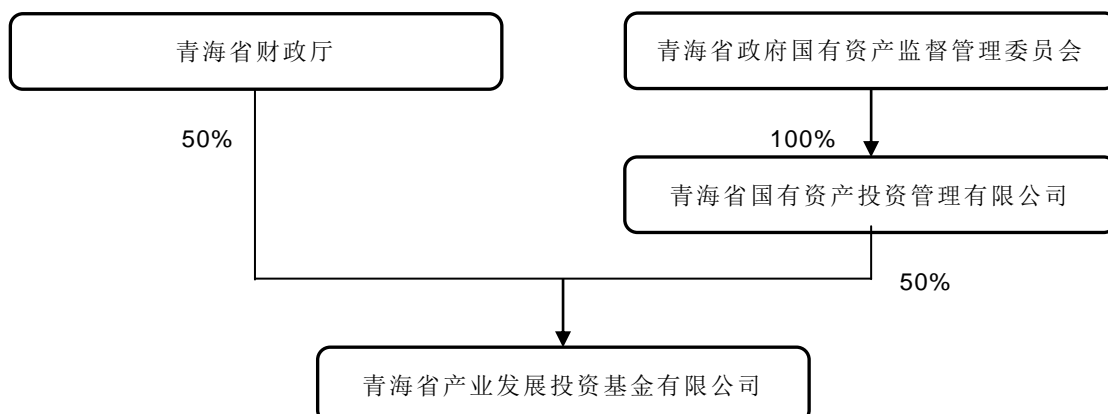 青海省财政厅
青海省政府国有资产监督管理委员会
50%
100%
青海省国有资产投资管理有限公司
50%
青海省产业发展投资基金有限公司